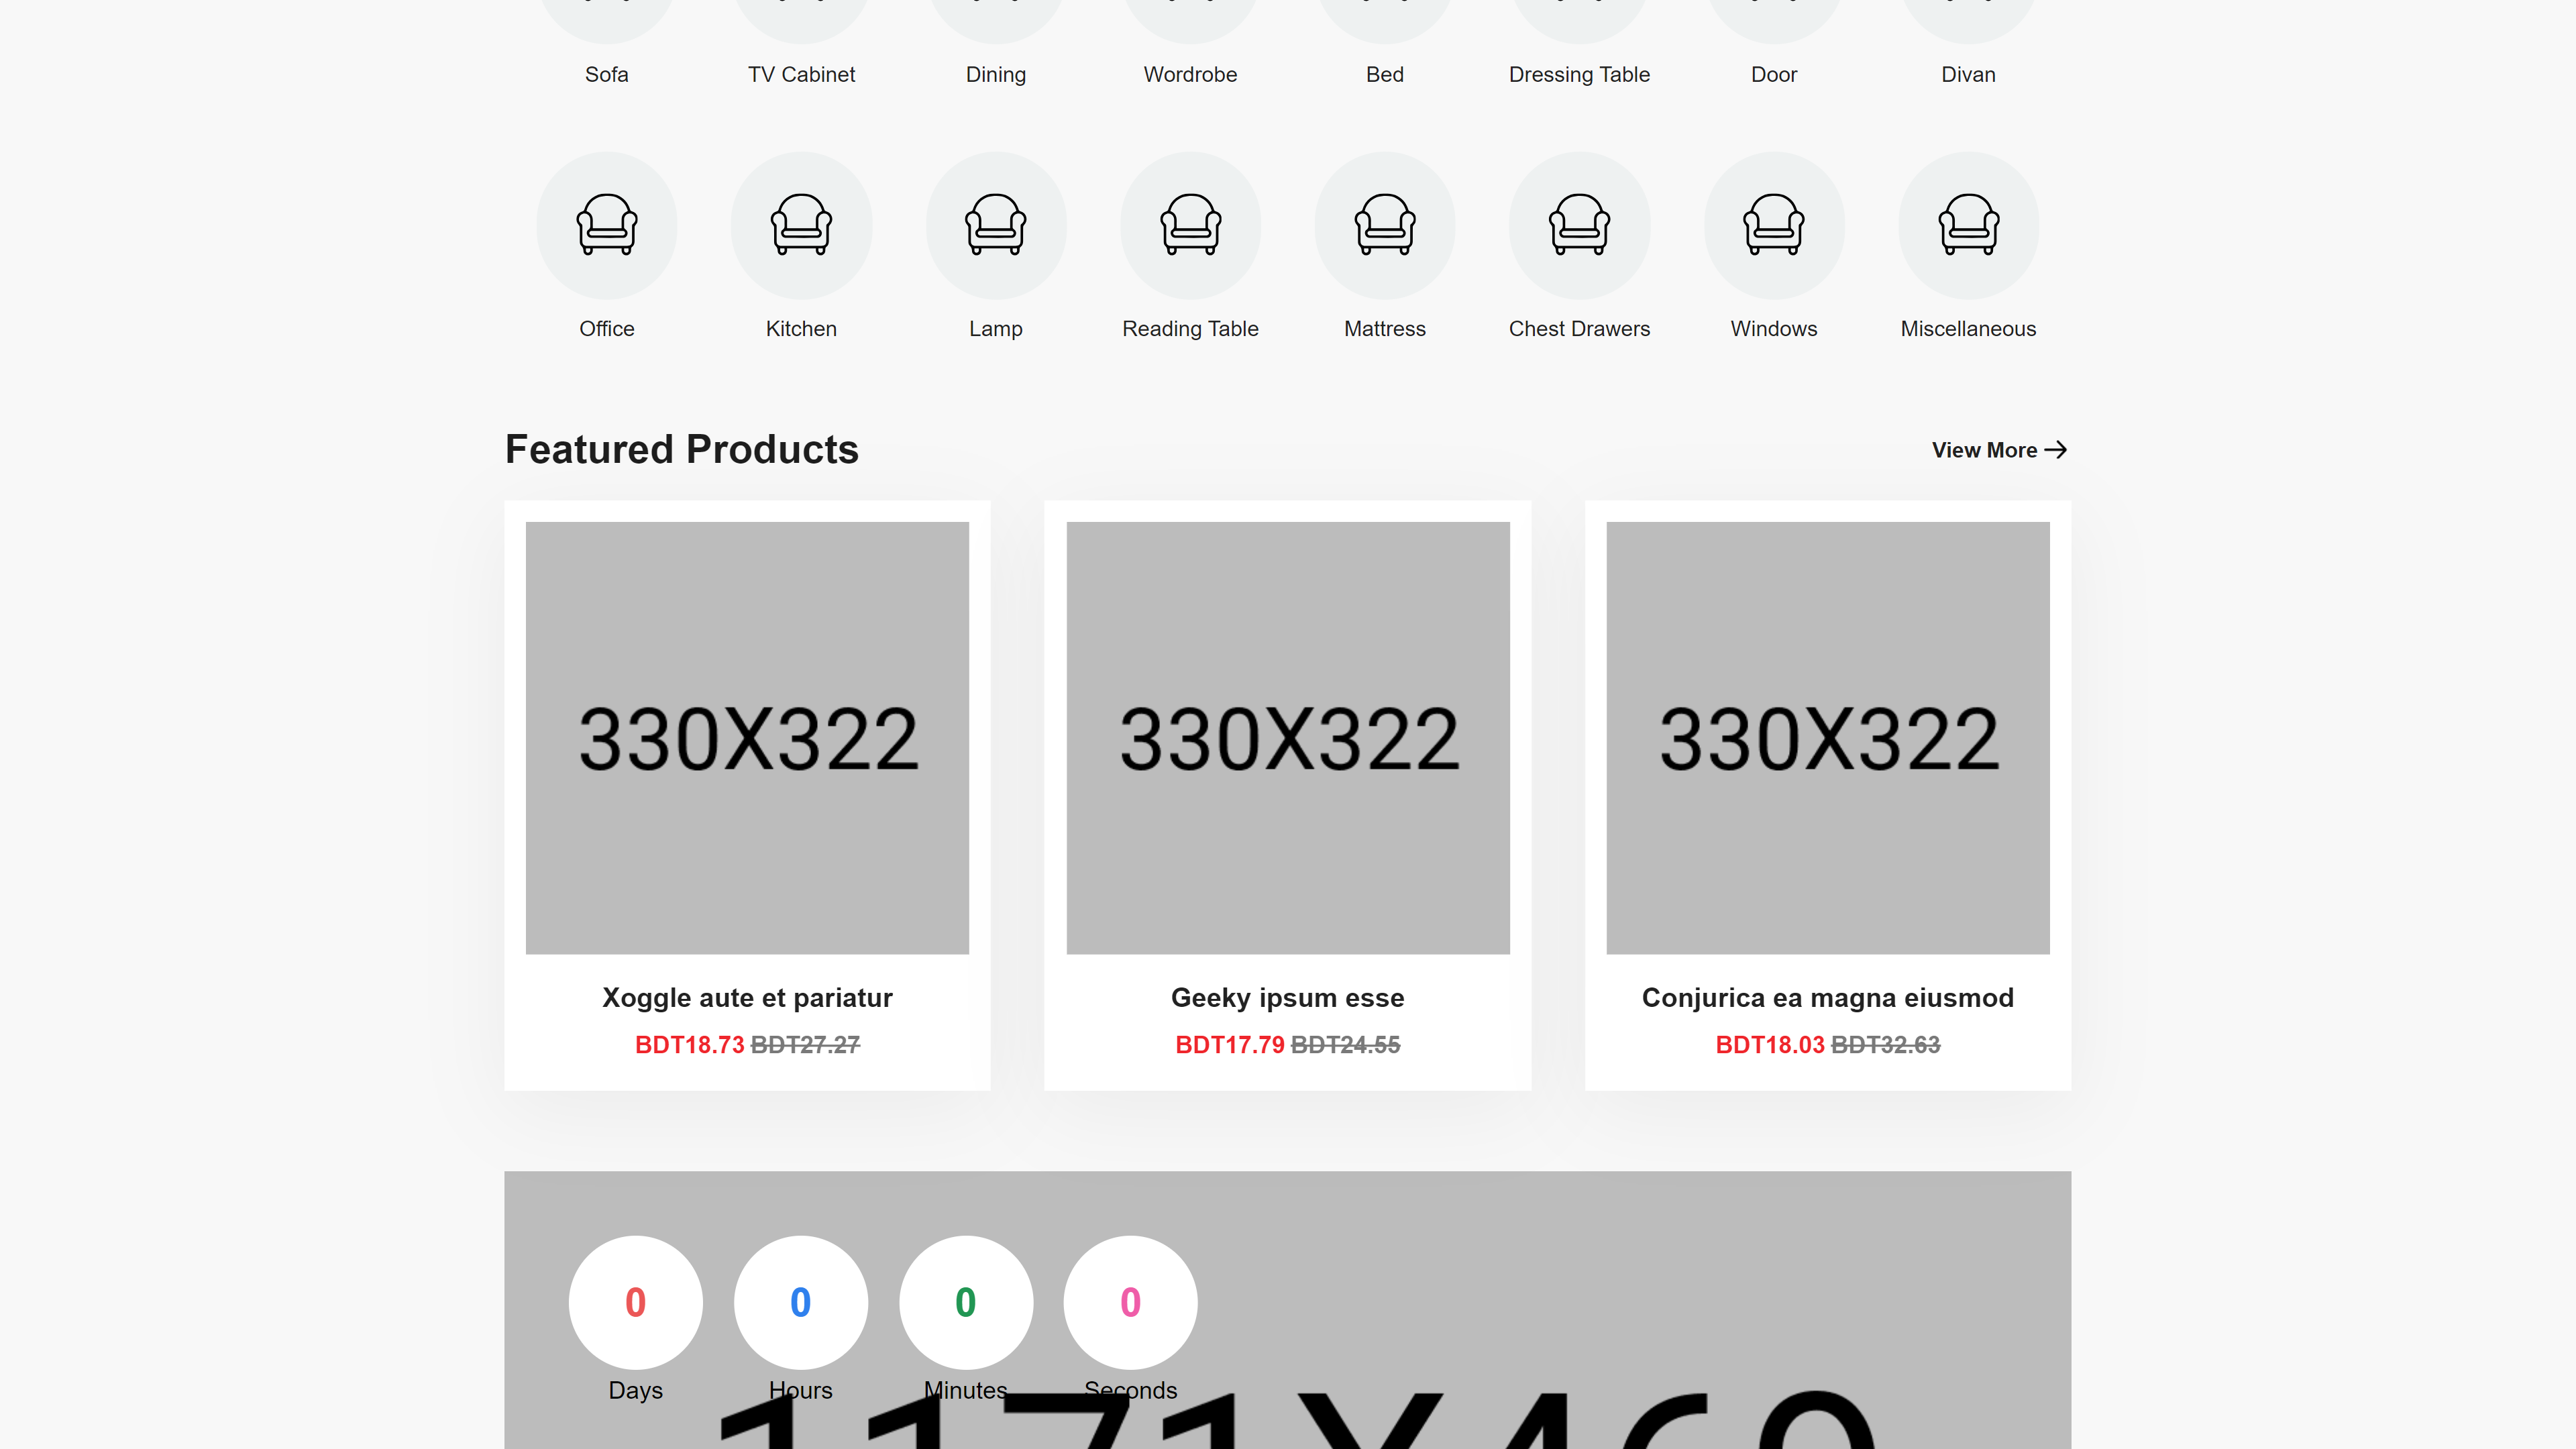 Sofa TV Cabinet Dining Wordrobe Bed Dressing Table Door Divan
Office Kitchen Lamp Reading Table Mattress Chest Drawers Windows Miscellaneous
Featured Products View More
330X322 330X322 330X322
Xoggle aute et pariatur Geeky ipsum esse Conjurica ea magna eiusmod
BDT18.73 BDT27.27 BDT17.79 BDT24.55 BDT18.03 BDT32.63
0 0 0 0
Days Hours Minutes Seconds